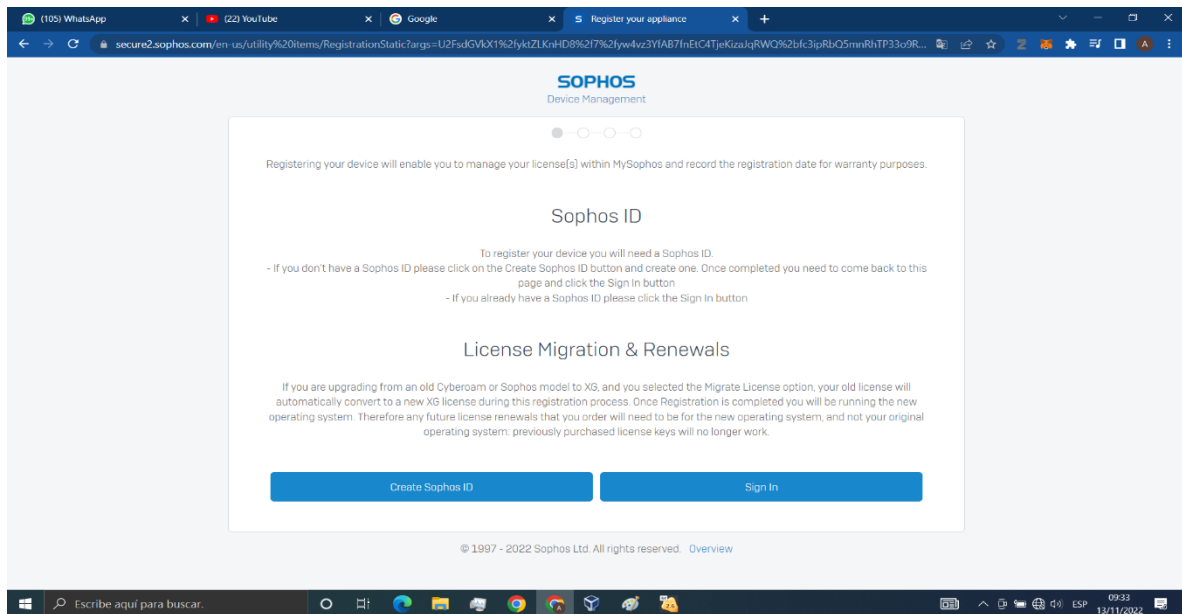 (105) WhatsApp
(22) YouTube
Google
Register your appliance
secure2.sophos.com/en-us/utility%20items/RegistrationStatic?args=
SOPHOS
Device Management
Registering your device will enable you to manage your license(s) within MySophos and record the registration date for warranty purposes.
Sophos ID
To register your device you will need a Sophos ID.
- If you don't have a Sophos ID please click on the Create Sophos ID button and create one. Once completed you need to come back to this
page and click the Sign In button
- If you already have a Sophos ID please click the Sign In button
License Migration & Renewals
If you are upgrading from an old Cyberoam or Sophos model to XG, and you selected the Migrate License option, your old license will
automatically convert to a new XG license during this registration process. Once Registration is completed you will be running the new
operating system. Therefore any future license renewals that you order will need to be for the new operating system, and not your original
operating system: previously purchased license keys will no longer work.
Create Sophos ID
Sign In
© 1997 - 2022 Sophos Ltd. All rights reserved. Overview
Escribe aquí para buscar.
ESP
09:33
13/11/2022